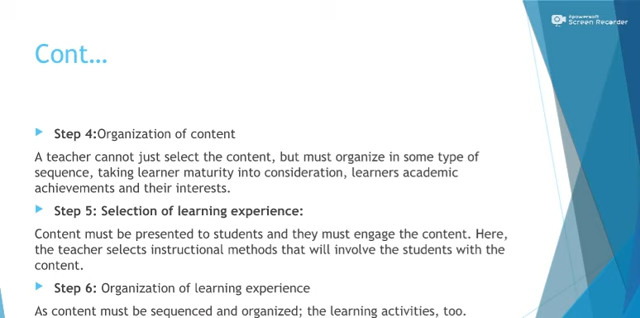 Apowersoft
Screen Recorder
Cont…
Step 4:Organization of content
A teacher cannot just select the content, but must organize in some type of
sequence, taking learner maturity into consideration, learners academic
achievements and their interests.
Step 5: Selection of learning experience:
Content must be presented to students and they must engage the content. Here,
the teacher selects instructional methods that will involve the students with the
content.
Step 6: Organization of learning experience
As content must be sequenced and organized; the learning activities, too.